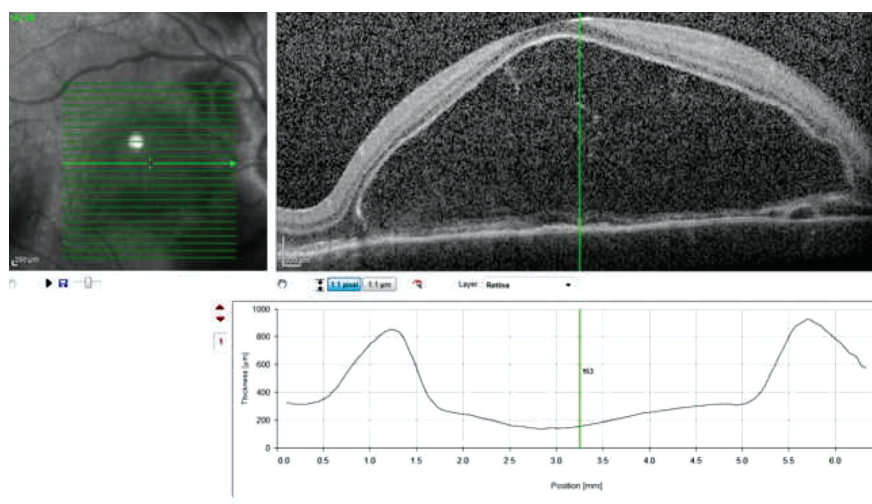 250 µm
200 µm
1:1 pixel
1:1 µm
Layer: Retina
Thickness [µm]
1000
800
600
400
200
0
153
0.0 0.5 1.0 1.5 2.0 2.5 3.0 3.5 4.0 4.5 5.0 5.5 6.0
Position [mm]